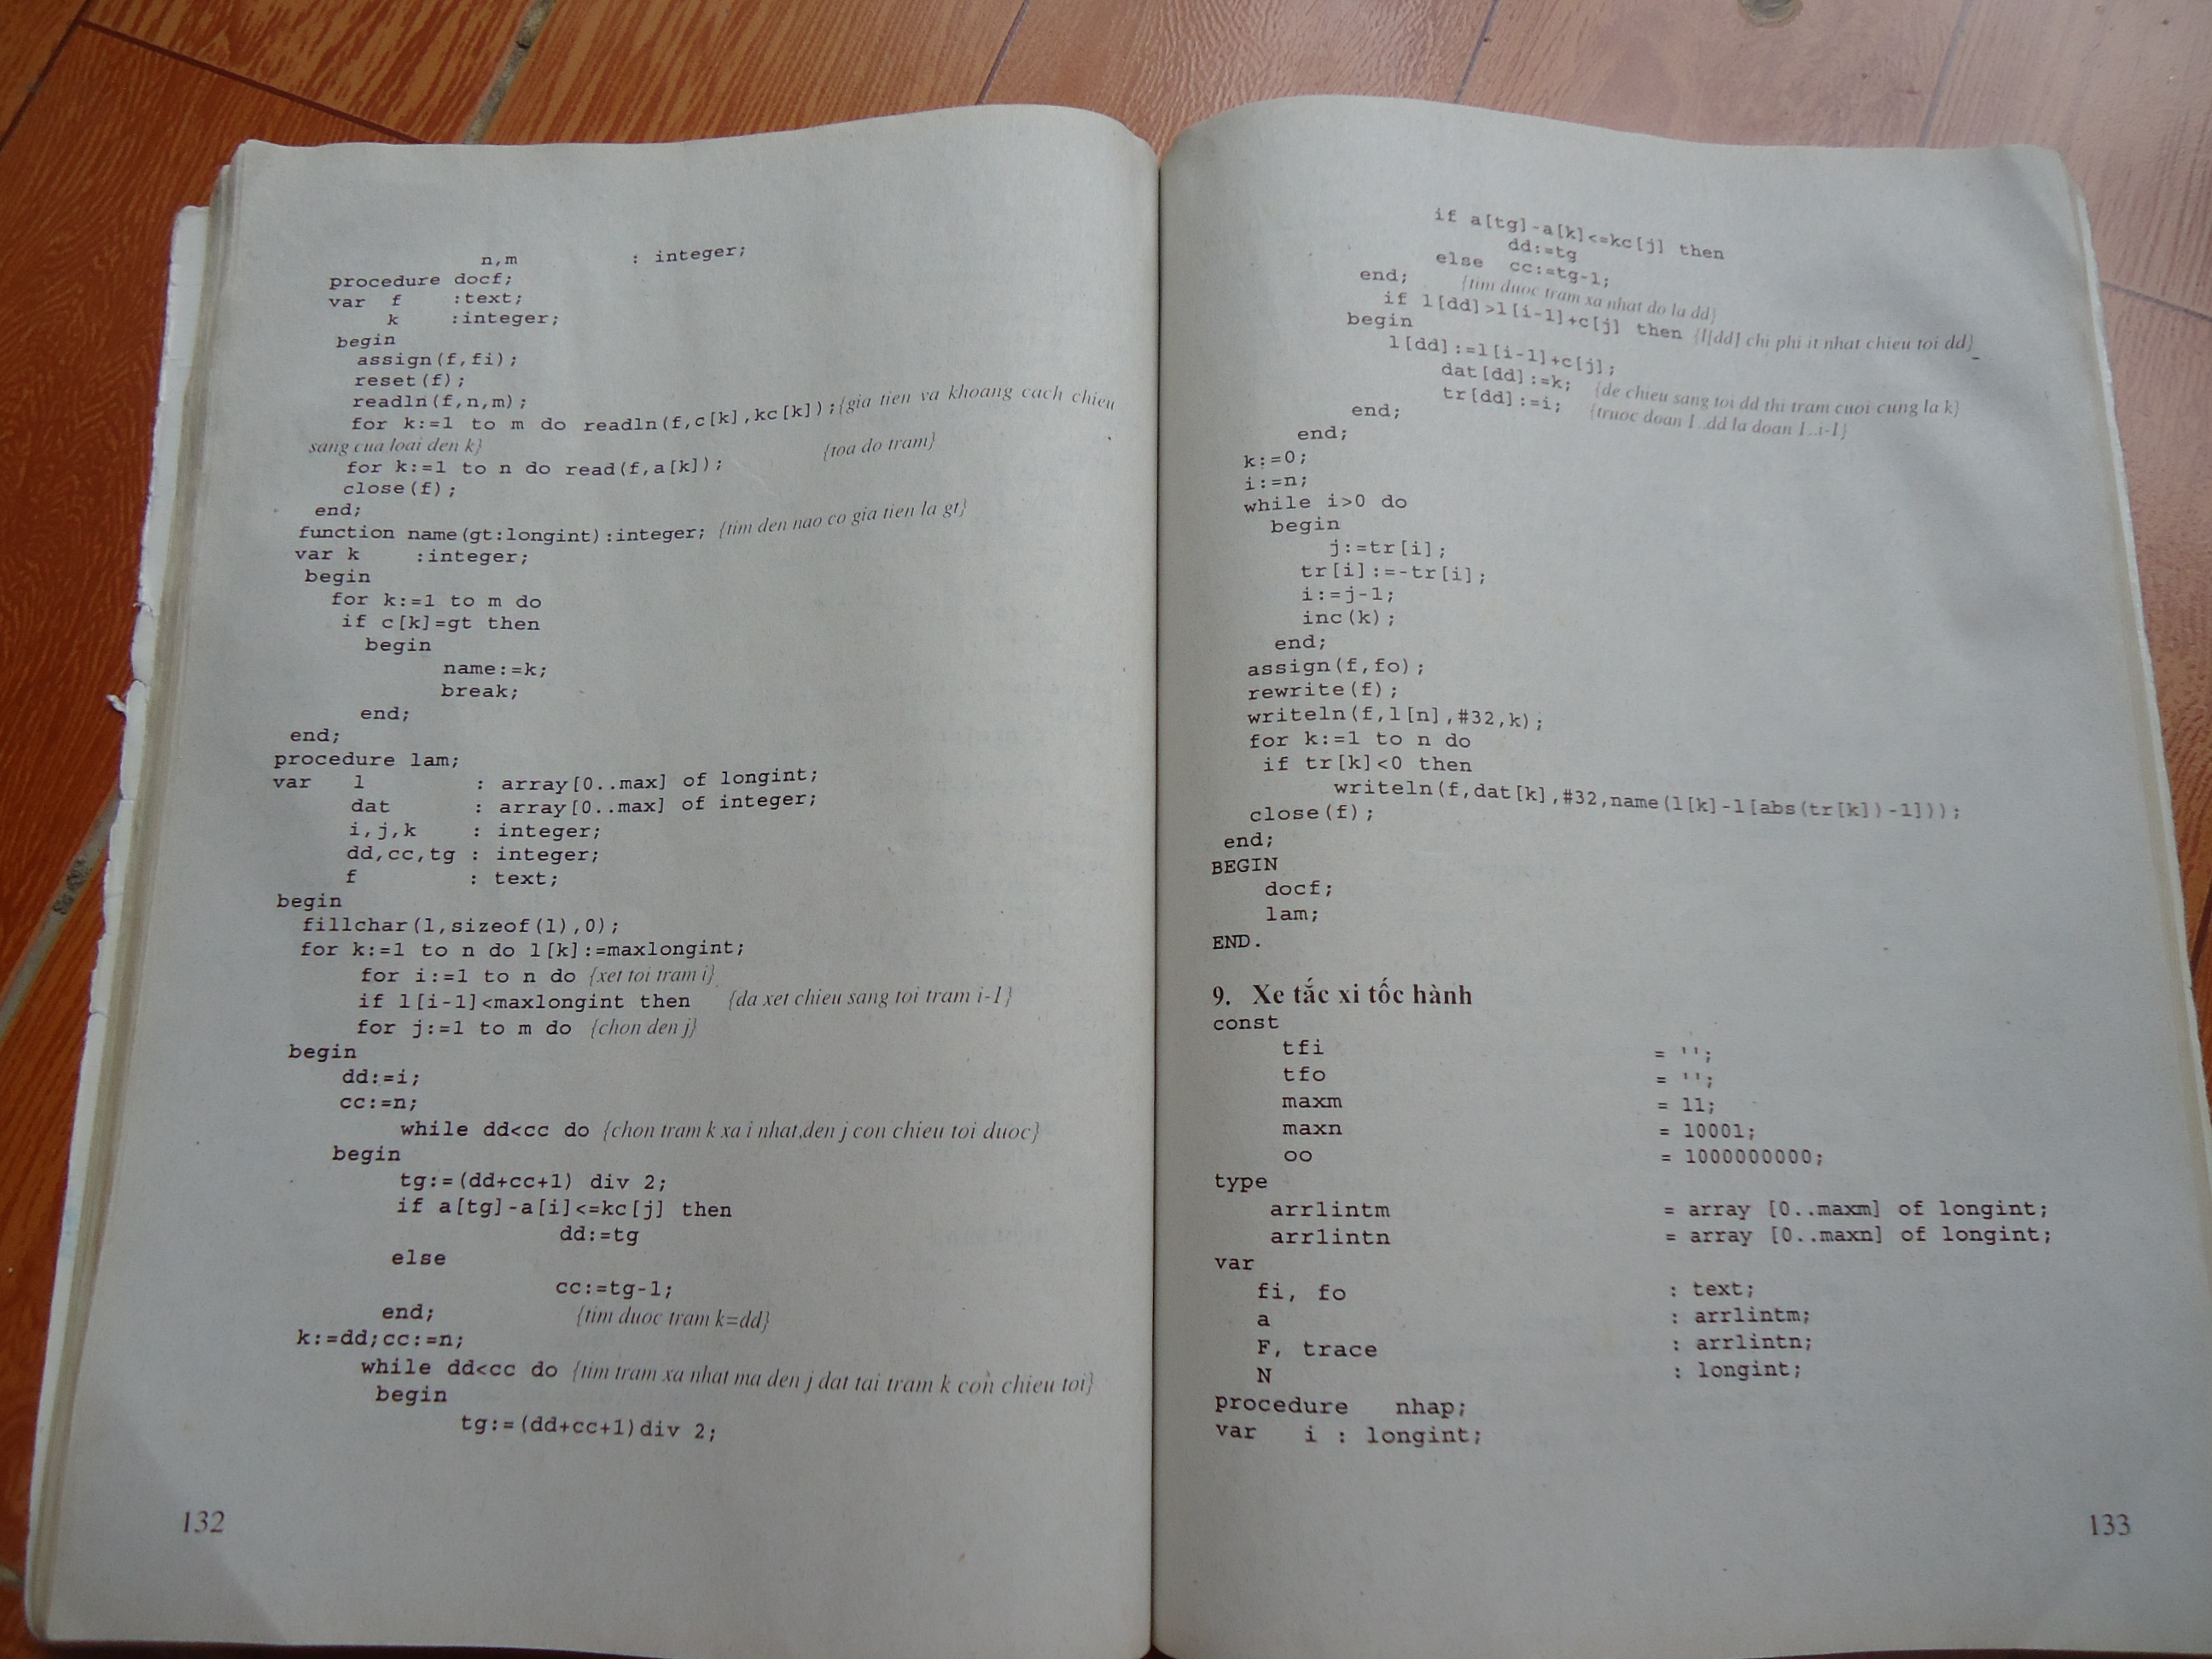 n,m : integer;
procedure docf;
var f :text;
k :integer;
begin
assign(f,fi);
reset(f);
readln(f,n,m);
for k:=1 to m do readln(f,c[k],kc[k]);{gia tien va khoang cach chieu
sang cua loai den k} {toa do tram}
for k:=1 to n do read(f,a[k]);
close(f);
end;
function name(gt:longint):integer; {tim den nao co gia tien la gt}
var k :integer;
begin
for k:=1 to m do
if c[k]=gt then
begin
name:=k;
break;
end;
end;
procedure lam;
var l : array[0..max] of longint;
dat : array[0..max] of integer;
i,j,k : integer;
dd,cc,tg : integer;
f : text;
begin
fillchar(l,sizeof(l),0);
for k:=1 to n do l[k]:=maxlongint;
for i:=1 to n do {xet toi tram i}
if l[i-1]<maxlongint then {da xet chieu sang toi tram i-1}
for j:=1 to m do {chon den j}
begin
dd:=i;
cc:=n;
while dd<cc do {chon tram k xa i nhat,den j con chieu toi duoc}
begin
tg:=(dd+cc+1) div 2;
if a[tg]-a[i]<=kc[j] then
dd:=tg
else
cc:=tg-1;
end; {tim duoc tram k=dd}
k:=dd;cc:=n;
while dd<cc do {tim tram xa nhat ma den j dat tai tram k con chieu toi}
begin
tg:=(dd+cc+1)div 2;
132
if a[tg]-a[k]<=kc[j] then
dd:=tg
else cc:=tg-1;
end; {tim duoc tram xa nhat do la dd}
if l[dd]>l[i-1]+c[j] then {l[dd] chi phi it nhat chieu toi dd}
begin
l[dd]:=l[i-1]+c[j];
dat[dd]:=k; {de chieu sang toi dd thi tram cuoi cung la k}
tr[dd]:=i; {truoc doan 1..dd la doan 1..i-1}
end;
end;
k:=0;
i:=n;
while i>0 do
begin
j:=tr[i];
tr[i]:=-tr[i];
i:=j-1;
inc(k);
end;
assign(f,fo);
rewrite(f);
writeln(f,l[n],#32,k);
for k:=1 to n do
if tr[k]<0 then
writeln(f,dat[k],#32,name(l[k]-l[abs(tr[k])-1]));
close(f);
end;
BEGIN
docf;
lam;
END.
9. Xe tắc xi tốc hành
const
tfi = '';
tfo = '';
maxm = 11;
maxn = 10001;
oo = 1000000000;
type
arrlintm = array [0..maxm] of longint;
arrlintn = array [0..maxn] of longint;
var
fi, fo : text;
a : arrlintm;
F, trace : arrlintn;
N : longint;
procedure nhap;
var i : longint;
133